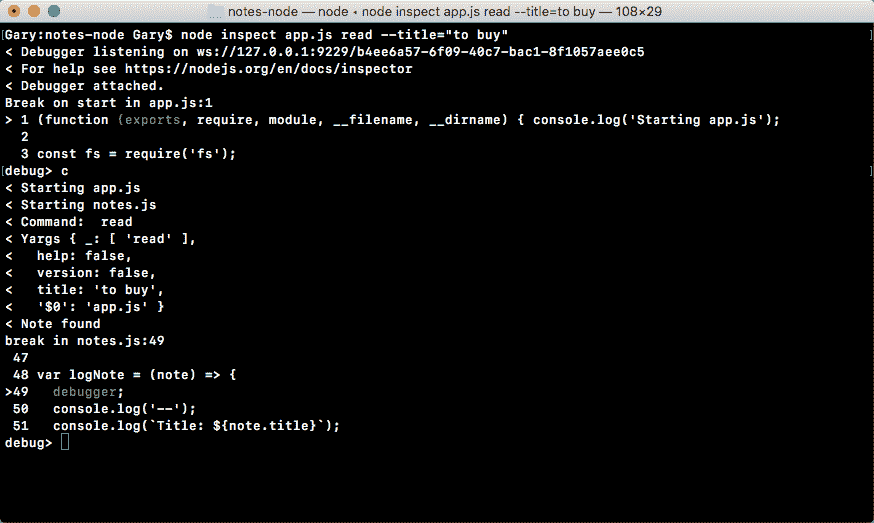 notes-node — node • node inspect app.js read --title=to buy — 108×29
Gary:notes-node Gary$ node inspect app.js read --title="to buy"
< Debugger listening on ws://127.0.0.1:9229/b4ee6a57-6f09-40c7-bac1-8f1057aee0c5
< For help see https://nodejs.org/en/docs/inspector
< Debugger attached.
Break on start in app.js:1
> 1 (function (exports, require, module, __filename, __dirname) { console.log('Starting app.js');
  2
  3 const fs = require('fs');
debug> c
< Starting app.js
< Starting notes.js
< Command:  read
< Yargs { _: [ 'read' ],
<   help: false,
<   version: false,
<   title: 'to buy',
<   '$0': 'app.js' }
< Note found
break in notes.js:49
 47
 48 var logNote = (note) => {
>49   debugger;
 50   console.log('--');
 51   console.log(`Title: ${note.title}`);
debug>